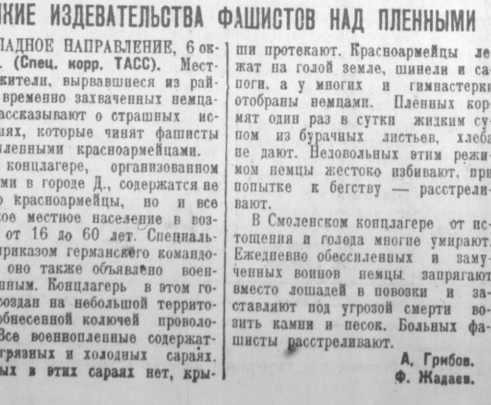 КИЕ ИЗДЕВАТЕЛЬСТВА ФАШИСТОВ НАД ПЛЕННЫМИ
ПАДНОЕ НАПРАВЛЕНИЕ, 6 ок-
. (Спец. корр. ТАСС). Мест-
жители, вырвавшиеся из рай-
временно захваченных немца-
рассказывают о страшных ис-
иях, которые чинят фашисты
пленными красноармейцами.
концлагере, организованном
ми в городе Д., содержатся не
о красноармейцы, но и все
кое местное население в воз-
от 16 до 60 лет. Специаль-
приказом германского командо-
оно также объявлено воен-
нным. Концлагерь в этом го-
создан на небольшой террито-
обнесенной колючей проволо-
Все военнопленные содержат-
грязных и холодных сараях.
ых в этих сараях нет, кры-
ши протекают. Красноармейцы ле-
жат на голой земле, шинели и са-
поги, а у многих и гимнастерки
отобраны немцами. Пленных кор-
мят один раз в сутки жидким су-
пом из бурачных листьев, хлеба
не дают. Недовольных этим режи-
мом немцы жестоко избивают, при
попытке к бегству — расстрели-
вают.
В Смоленском концлагере от ис-
тощения и голода многие умирают.
Ежедневно обессиленных и заму-
ченных воинов немцы запрягают
вместо лошадей в повозки и за-
ставляют под угрозой смерти во-
зить камни и песок. Больных фа-
шисты расстреливают.
А. Грибов.
Ф. Жадаев.